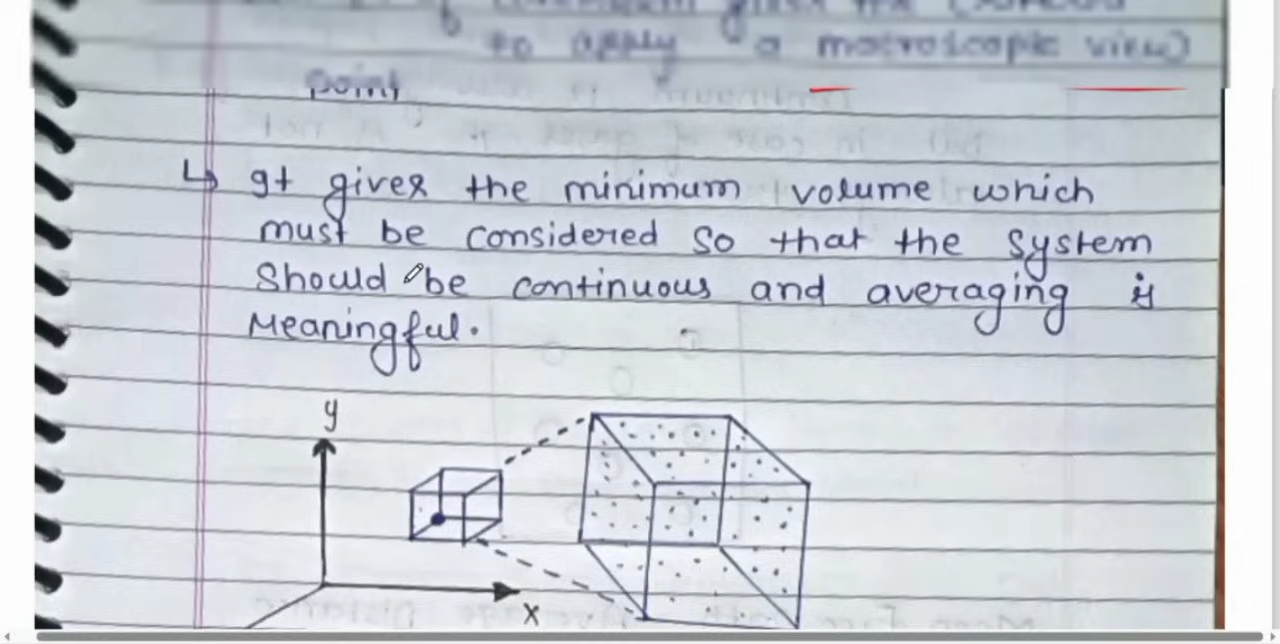 to apply a macroscopic view)
point
↳ It gives the minimum volume which
must be considered so that the system
Should be continuous and averaging is
Meaningful.
y
x